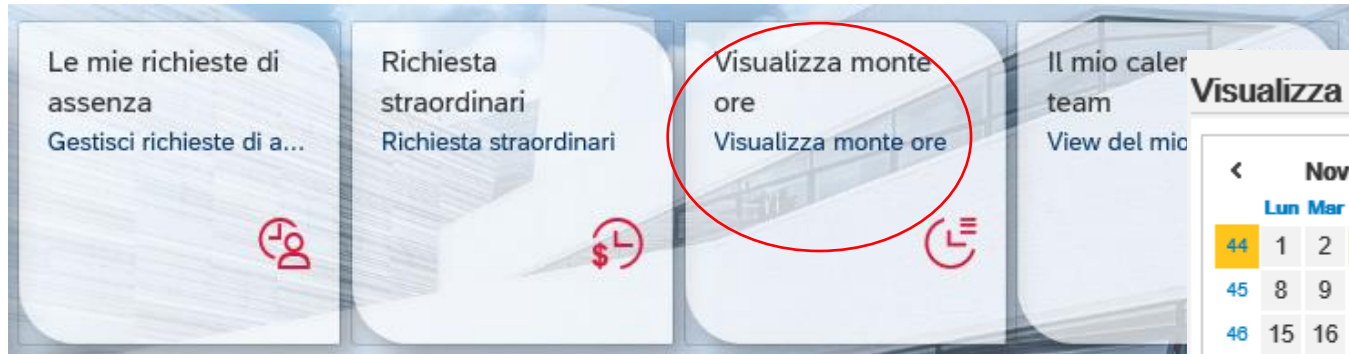 Le mie richieste di
assenza
Gestisci richieste di a...
Richiesta
straordinari
Richiesta straordinari
$
Visualizza monte
ore
Visualizza monte ore
Il mio caler
team
View del mio
Visualizza
< Nov
Lun Mar
44 1 2
45 8 9
46 15 16